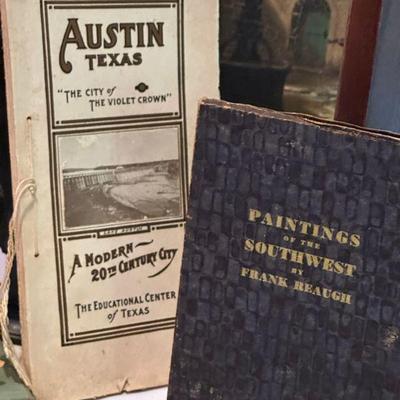 AUSTIN
TEXAS
"THE CITY OF
THE VIOLET CROWN"
LAKE AUSTIN
A MODERN
20TH CENTURY CITY
THE EDUCATIONAL CENTER
of TEXAS
PAINTINGS
OF THE
SOUTHWEST
BY
FRANK REAUGH